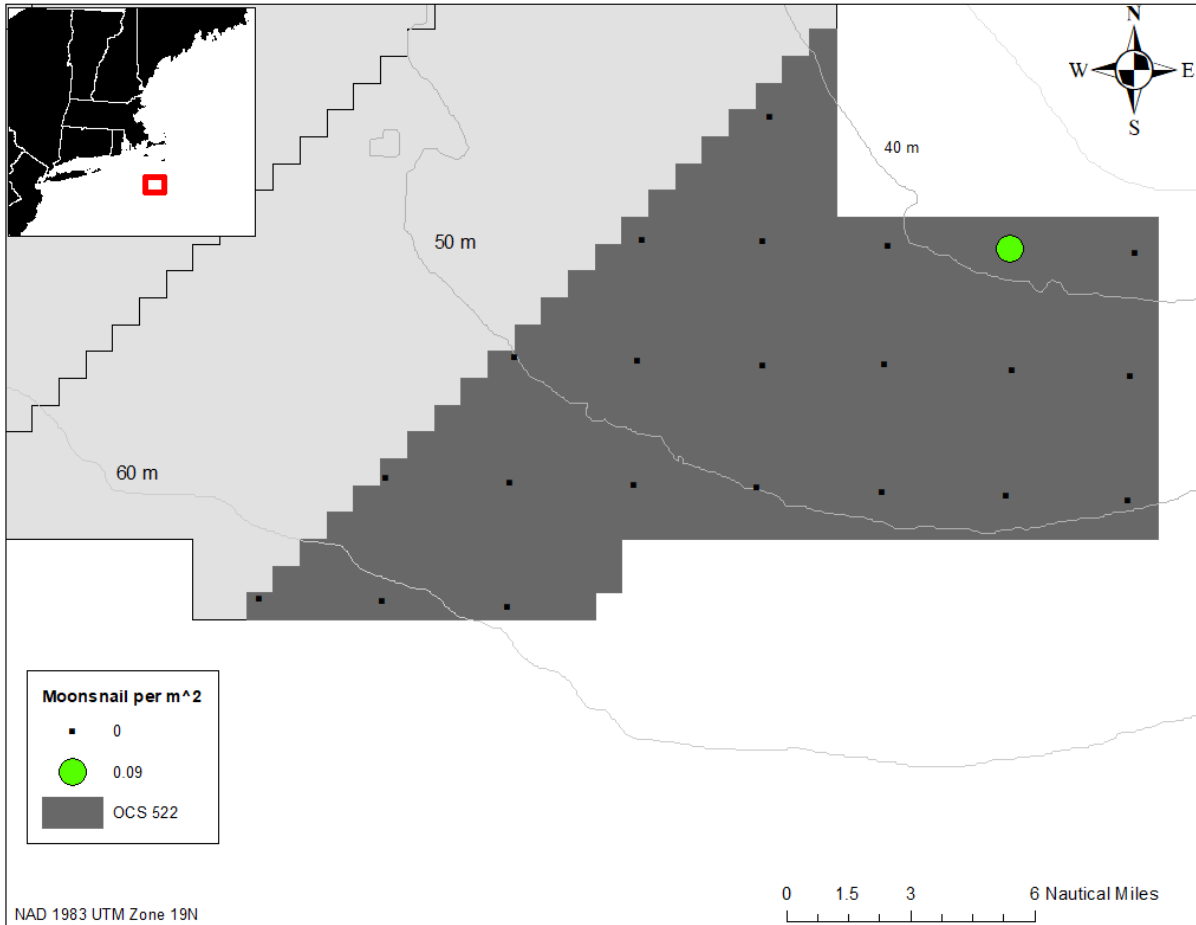 N
W E
S
40 m
50 m
60 m
Moonsnail per m^2
0
0.09
OCS 522
0 1.5 3 6 Nautical Miles
NAD 1983 UTM Zone 19N